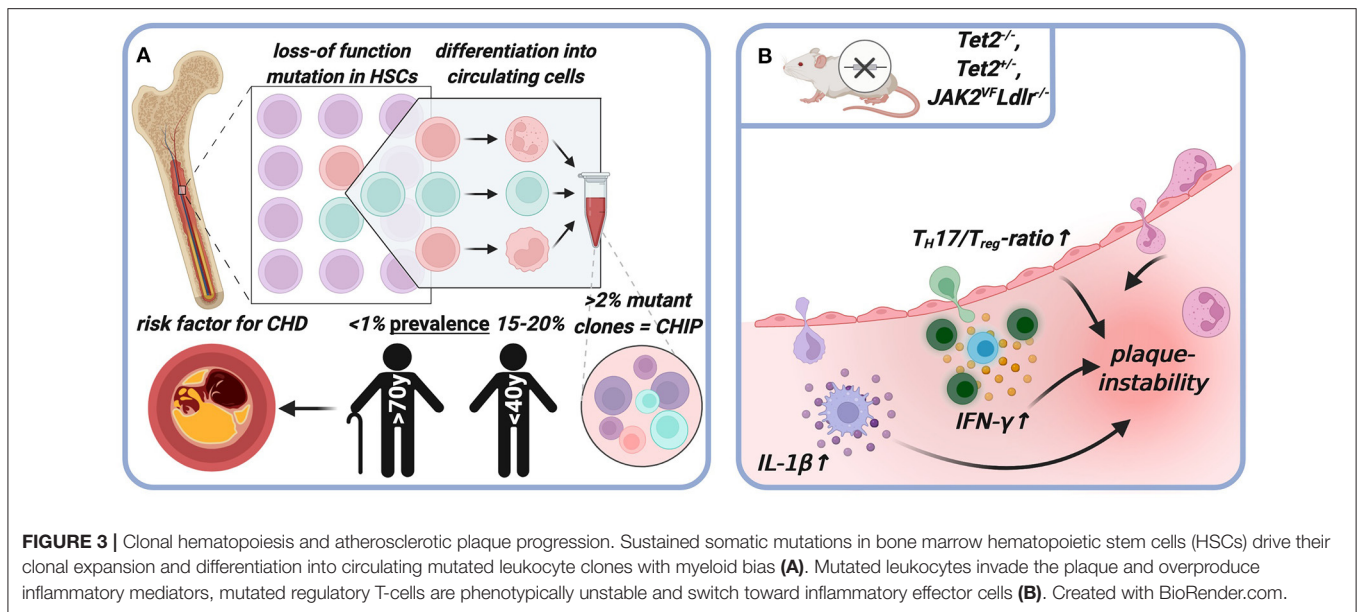 A
loss-of function
mutation in HSCs
differentiation into
circulating cells
risk factor for CHD
<1% prevalence 15-20%
>2% mutant
clones = CHIP
>70y
<40y
B
Tet2-/-,
Tet2+/-,
JAK2VFLdlr-/-
TH17/Treg-ratio↑
plaque-
instability
IFN-γ↑
IL-1β↑
FIGURE 3 | Clonal hematopoiesis and atherosclerotic plaque progression. Sustained somatic mutations in bone marrow hematopoietic stem cells (HSCs) drive their
clonal expansion and differentiation into circulating mutated leukocyte clones with myeloid bias (A). Mutated leukocytes invade the plaque and overproduce
inflammatory mediators, mutated regulatory T-cells are phenotypically unstable and switch toward inflammatory effector cells (B). Created with BioRender.com.